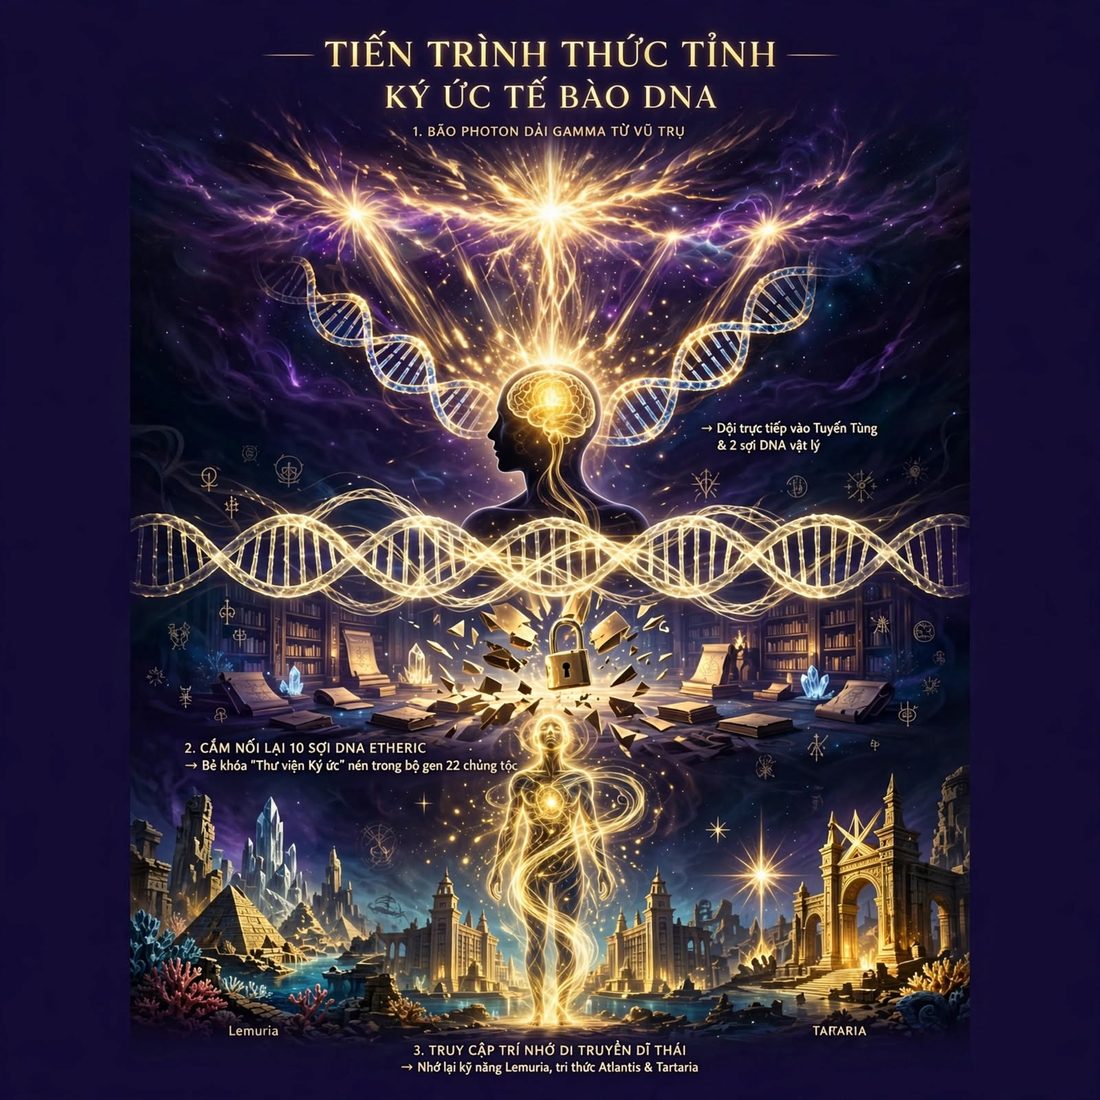 TIẾN TRÌNH THỨC TỈNH
KÝ ỨC TẾ BÀO DNA
1. BÃO PHOTON DẢI GAMMA TỪ VŨ TRỤ
→ Dội trực tiếp vào Tuyến Tùng
& 2 sợi DNA vật lý
2. CẮM NỐI LẠI 10 SỢI DNA ETHERIC
→ Bẻ khóa "Thư viện Ký ức" nén trong bộ gen 22 chủng tộc
Lemuria
TARTARIA
3. TRUY CẬP TRÍ NHỚ DI TRUYỀN DĨ THÁI
→ Nhớ lại kỹ năng Lemuria, tri thức Atlantis & Tartaria